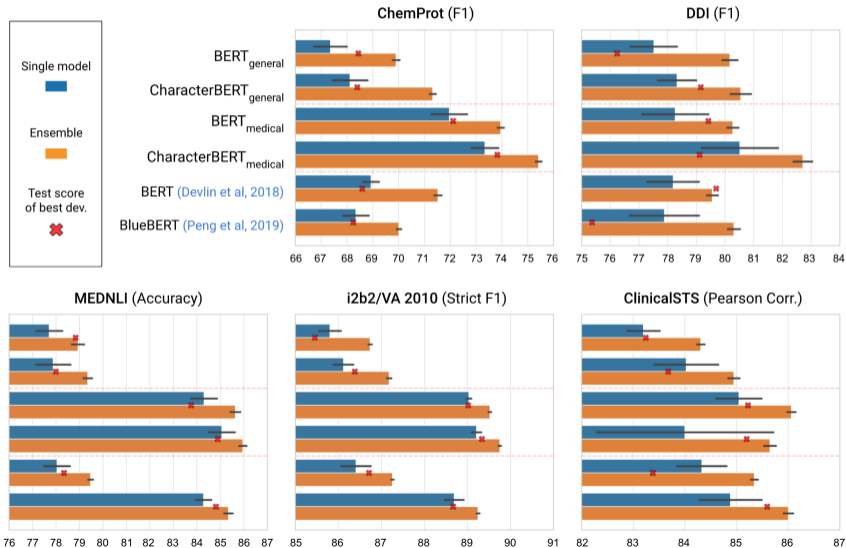 ChemProt (F1)
DDI (F1)
Single model
Ensemble
Test score
of best dev.
BERTgeneral
CharacterBERTgeneral
BERTmedical
CharacterBERTmedical
BERT (Devlin et al, 2018)
BlueBERT (Peng et al, 2019)
66 67 68 69 70 71 72 73 74 75 76
75 76 77 78 79 80 81 82 83 84
MEDNLI (Accuracy)
i2b2/VA 2010 (Strict F1)
ClinicalSTS (Pearson Corr.)
76 77 78 79 80 81 82 83 84 85 86 87
85 86 87 88 89 90 91
82 83 84 85 86 87